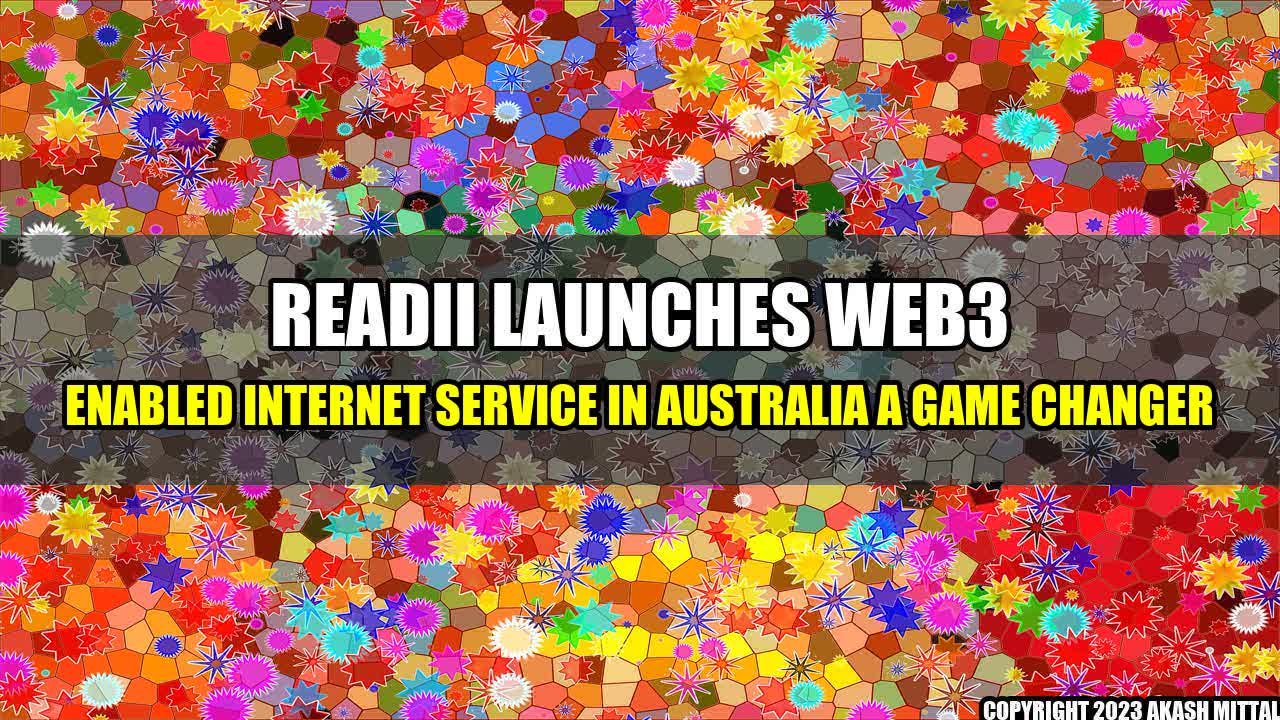 READII LAUNCHES WEB3
ENABLED INTERNET SERVICE IN AUSTRALIA A GAME CHANGER
COPYRIGHT 2023 AKASH MITTAL